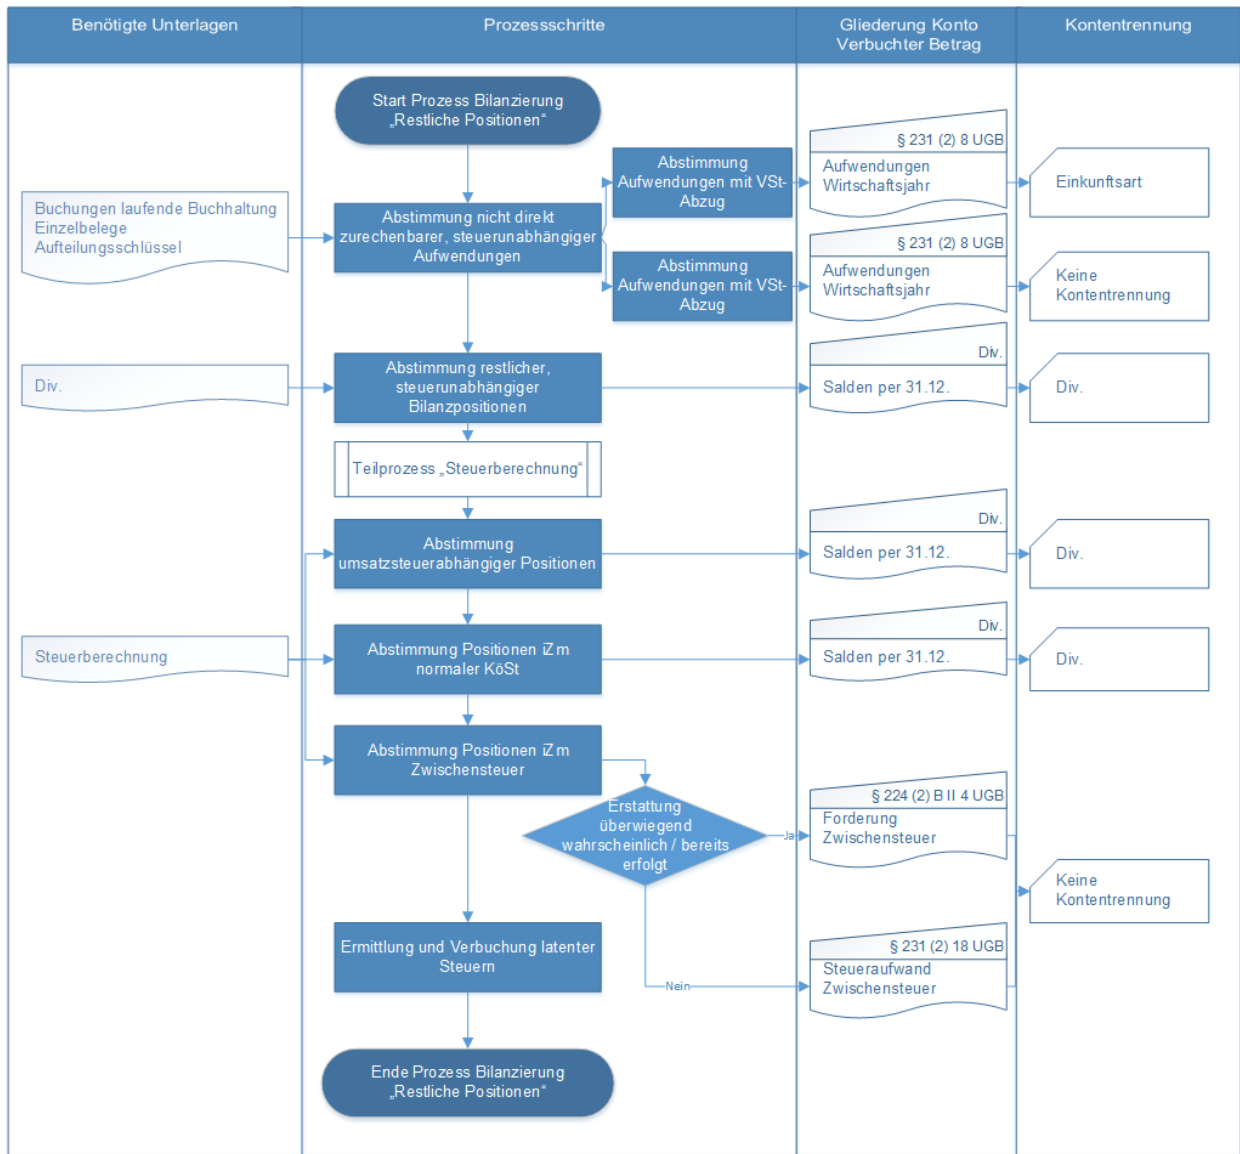 Benötigte Unterlagen
Prozessschritte
Gliederung Konto
Verbuchter Betrag
Kontentrennung
Start Prozess Bilanzierung
„Restliche Positionen“
Buchungen laufende Buchhaltung
Einzelbelege
Aufteilungsschlüssel
Abstimmung nicht direkt
zurechenbarer, steuerunabhängiger
Aufwendungen
Abstimmung
Aufwendungen mit VSt-
Abzug
§ 231 (2) 8 UGB
Aufwendungen
Wirtschaftsjahr
Einkunftsart
Abstimmung
Aufwendungen mit VSt-
Abzug
§ 231 (2) 8 UGB
Aufwendungen
Wirtschaftsjahr
Keine
Kontentrennung
Div.
Abstimmung restlicher,
steuerunabhängiger
Bilanzpositionen
Div.
Salden per 31.12.
Div.
Teilprozess „Steuerberechnung“
Abstimmung
umsatzsteuerabhängiger Positionen
Div.
Salden per 31.12.
Div.
Steuerberechnung
Abstimmung Positionen iZm
normaler KöSt
Div.
Salden per 31.12.
Div.
Abstimmung Positionen iZm
Zwischensteuer
Erstattung
überwiegend
wahrscheinlich / bereits
erfolgt
Ja
§ 224 (2) B II 4 UGB
Forderung
Zwischensteuer
Keine
Kontentrennung
Nein
§ 231 (2) 18 UGB
Steueraufwand
Zwischensteuer
Ermittlung und Verbuchung latenter
Steuern
Ende Prozess Bilanzierung
„Restliche Positionen“